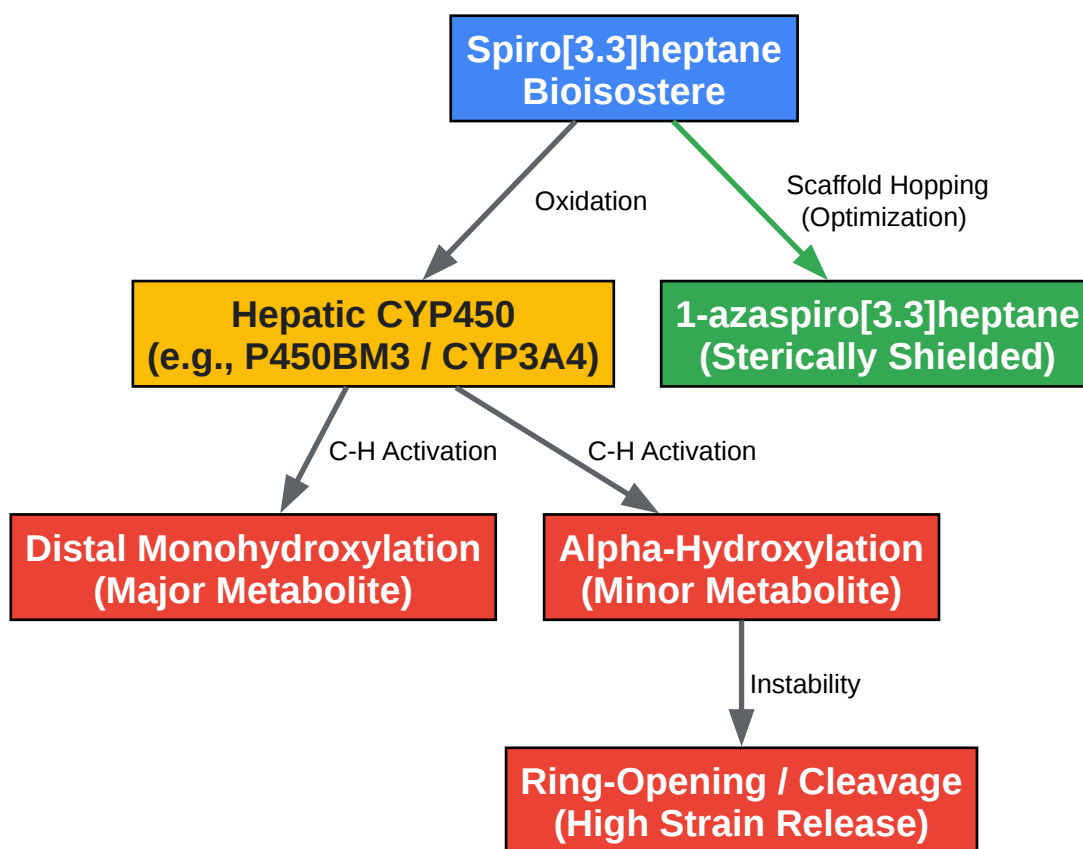 Spiro[3.3]heptane
Bioisostere
Oxidation
Scaffold Hopping
(Optimization)
Hepatic CYP450
(e.g., P450BM3 / CYP3A4)
1-azaspiro[3.3]heptane
(Sterically Shielded)
C-H Activation
C-H Activation
Distal Monohydroxylation
(Major Metabolite)
Alpha-Hydroxylation
(Minor Metabolite)
Instability
Ring-Opening / Cleavage
(High Strain Release)